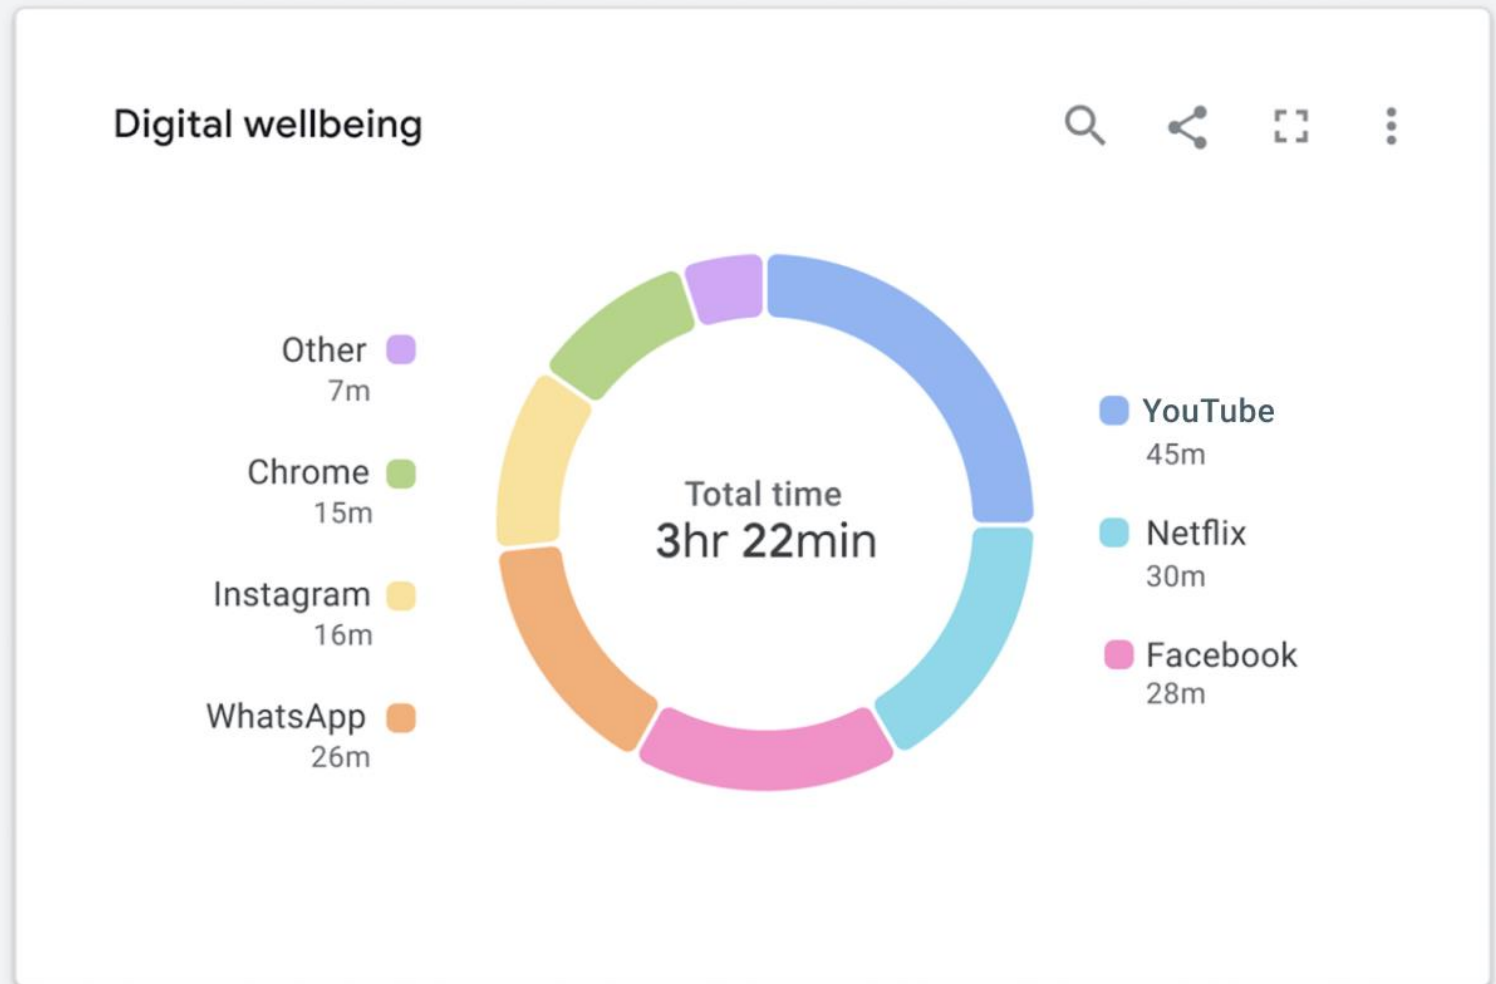 Digital wellbeing
Other
7m
Chrome
15m
Instagram
16m
WhatsApp
26m
Total time
3hr 22min
YouTube
45m
Netflix
30m
Facebook
28m